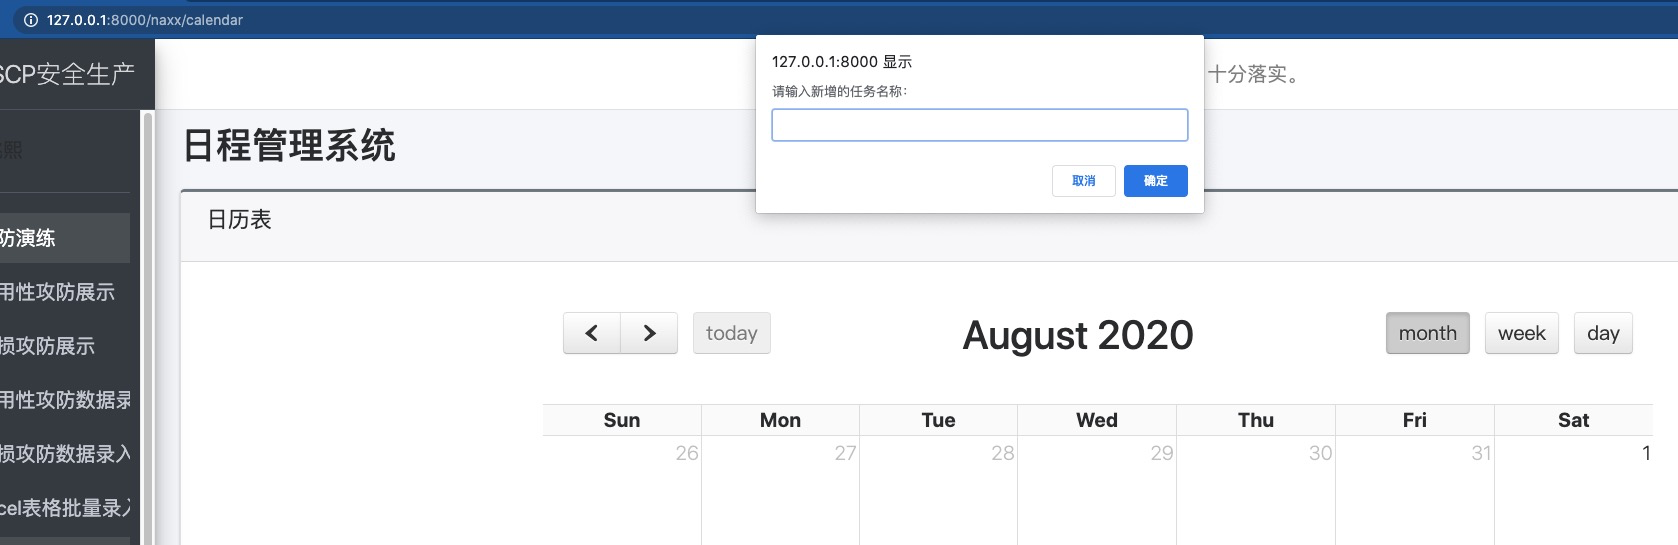 127.0.0.1:8000/naxx/calendar
SCP安全生产
127.0.0.1:8000 显示
请输入新增的任务名称：
取消
确定
十分落实。
熙
防演练
用性攻防展示
损攻防展示
用性攻防数据录
损攻防数据录入
cel表格批量录入
日程管理系统
日历表
today
August 2020
month
week
day
Sun Mon Tue Wed Thu Fri Sat
26 27 28 29 30 31 1